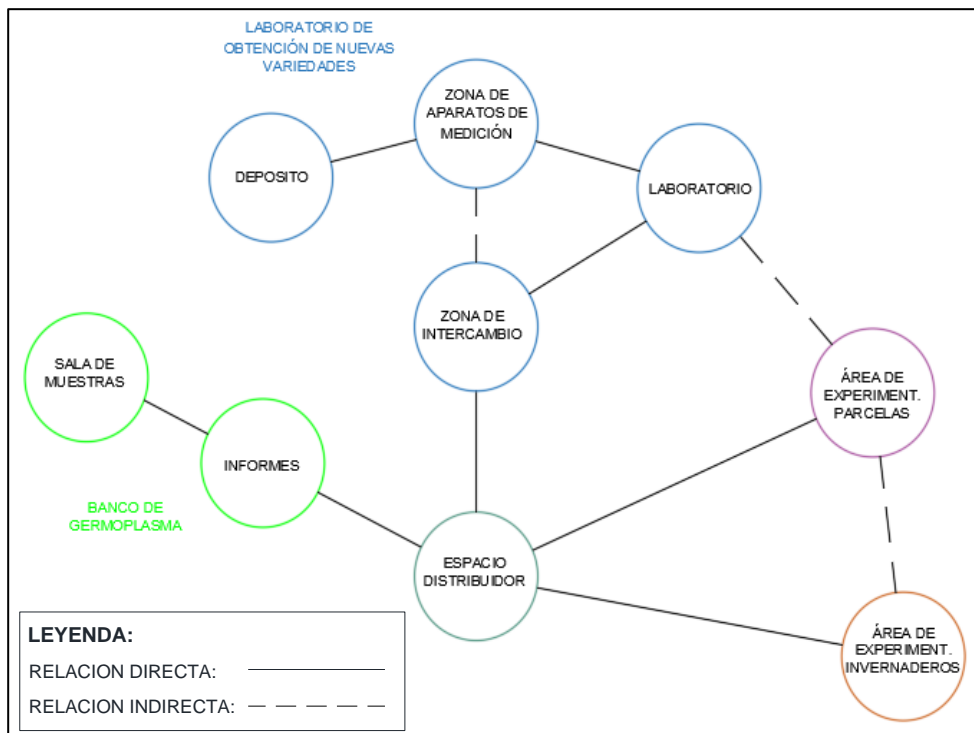 LABORATORIO DE
OBTENCIÓN DE NUEVAS
VARIEDADES
ZONA DE
APARATOS DE
MEDICIÓN
DEPOSITO
LABORATORIO
ZONA DE
INTERCAMBIO
SALA DE
MUESTRAS
ÁREA DE
EXPERIMENT.
PARCELAS
INFORMES
BANCO DE
GERMOPLASMA
ESPACIO
DISTRIBUIDOR
ÁREA DE
EXPERIMENT.
INVERNADEROS
LEYENDA:
RELACION DIRECTA:
RELACION INDIRECTA: